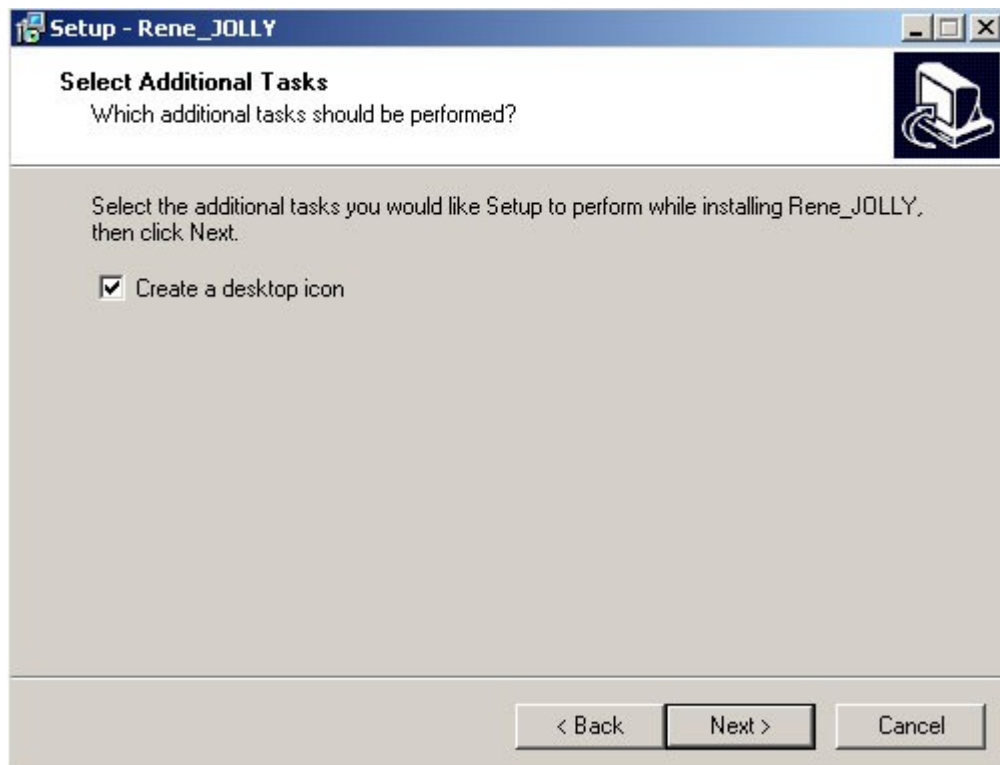 Setup - Rene_JOLLY
Select Additional Tasks
Which additional tasks should be performed?
Select the additional tasks you would like Setup to perform while installing Rene_JOLLY,
then click Next.
Create a desktop icon
< Back Next > Cancel